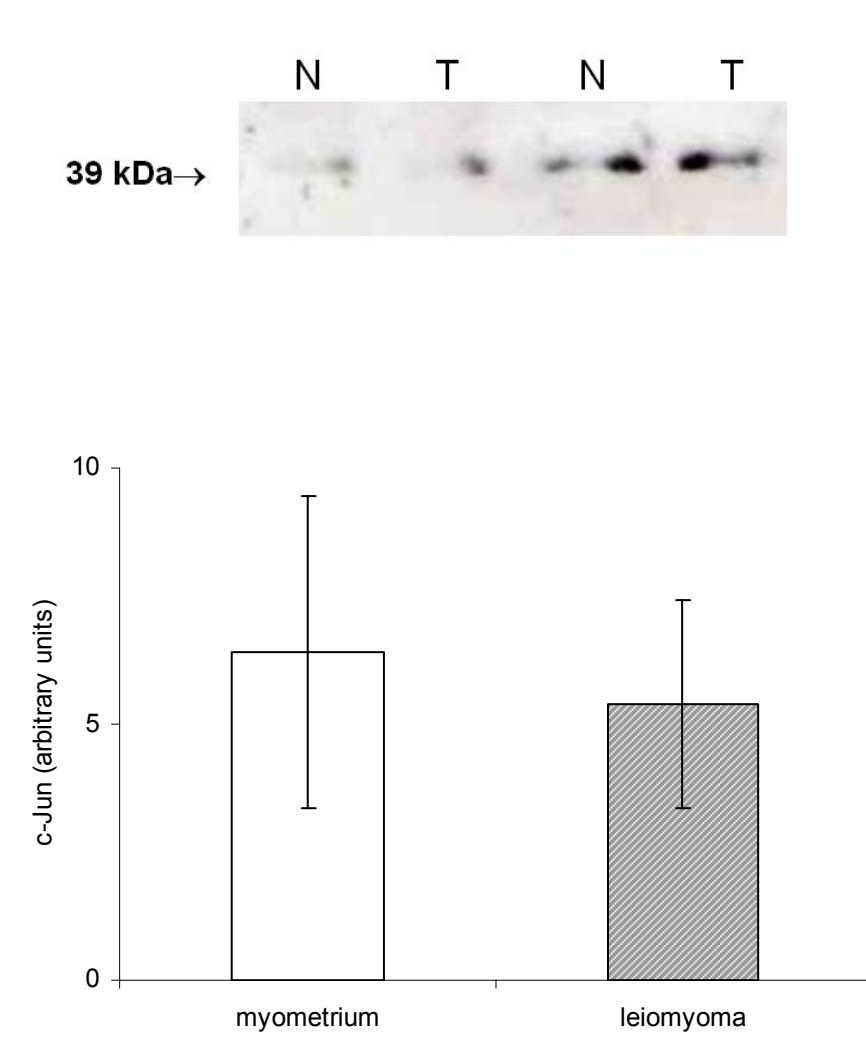 N T N T
39 kDa→
10
5
0
c-Jun (arbitrary units)
myometrium leiomyoma